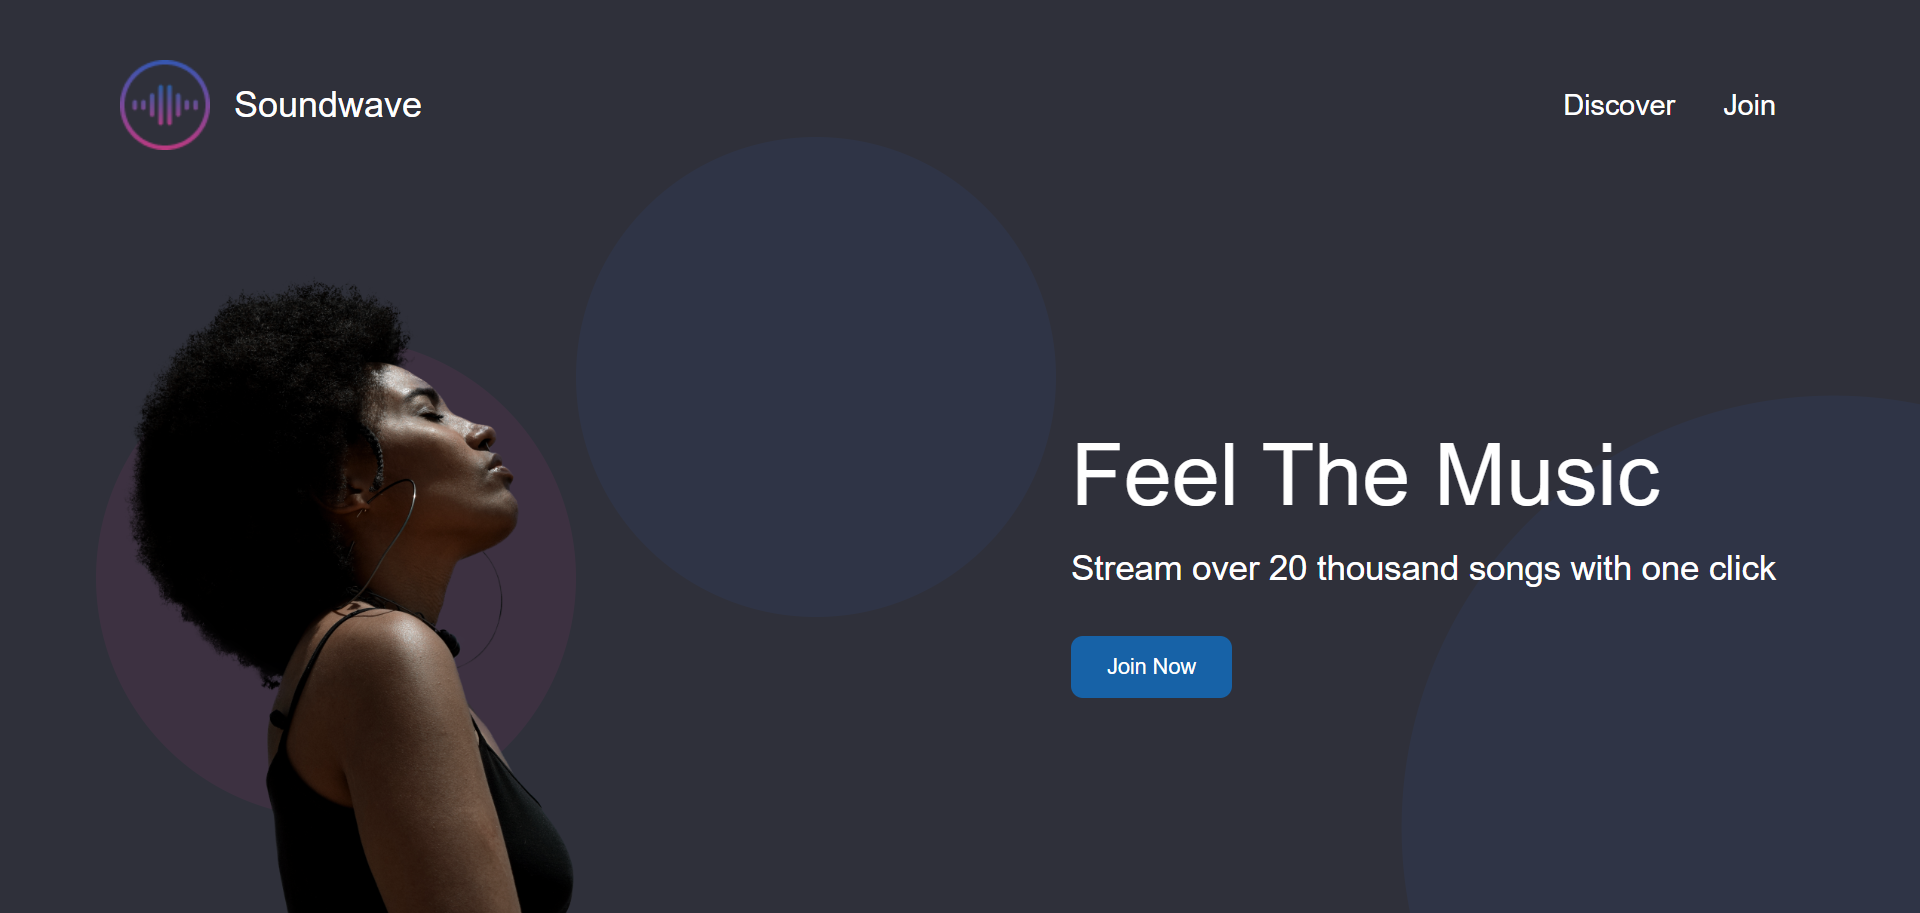 Soundwave
Discover Join
Feel The Music
Stream over 20 thousand songs with one click
Join Now